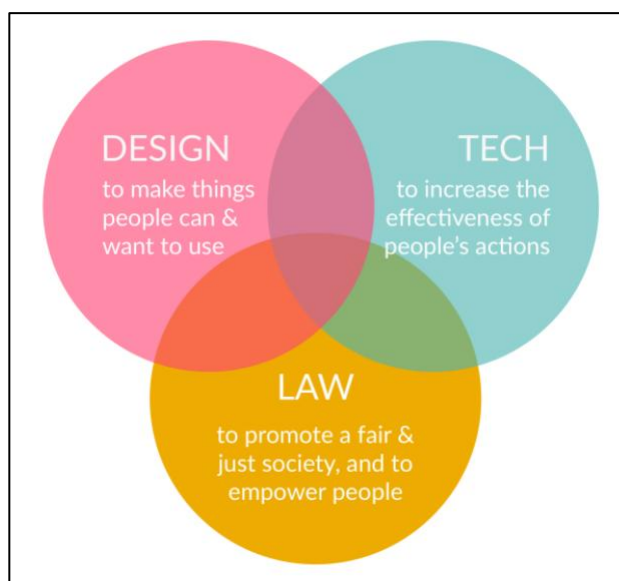 DESIGN
to make things
people can &
want to use
TECH
to increase the
effectiveness of
people's actions
LAW
to promote a fair &
just society, and to
empower people